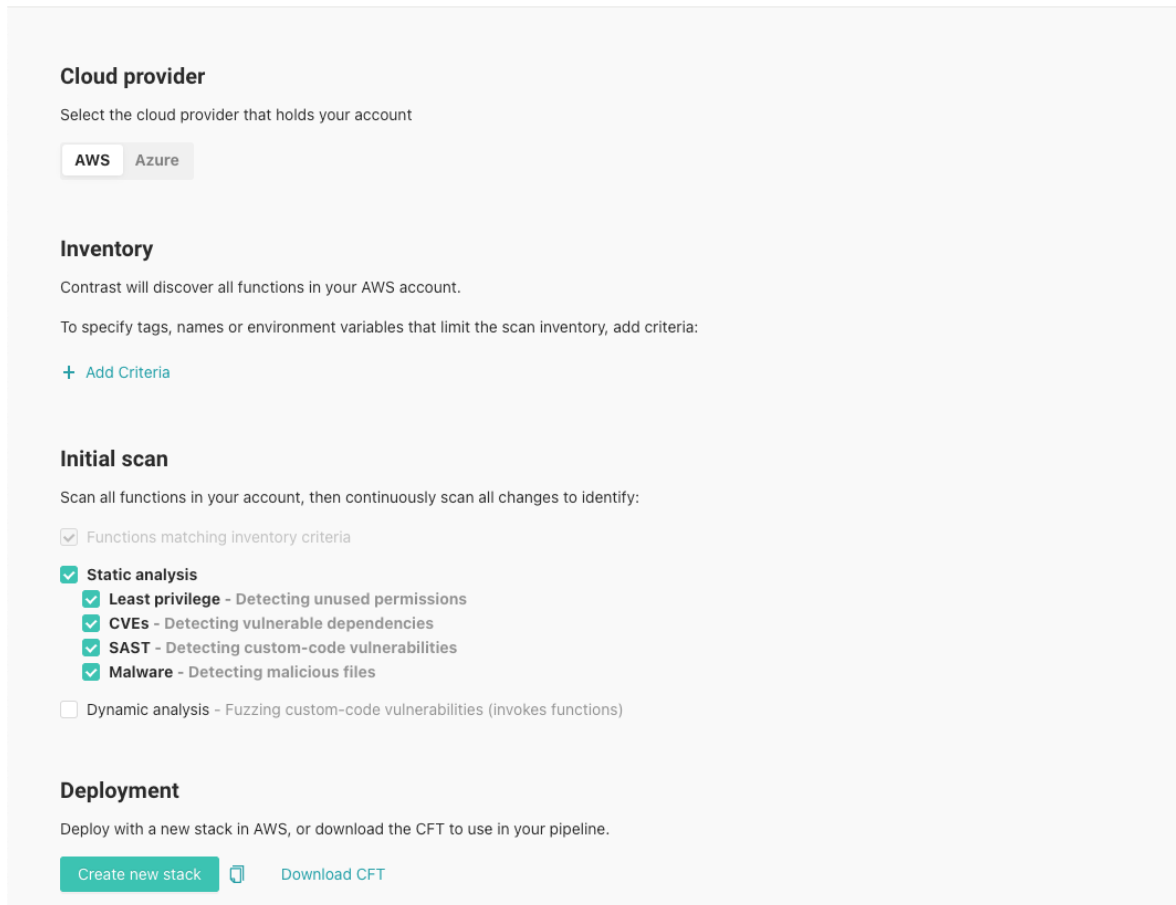 Cloud provider
Select the cloud provider that holds your account
AWS Azure
Inventory
Contrast will discover all functions in your AWS account.
To specify tags, names or environment variables that limit the scan inventory, add criteria:
+ Add Criteria
Initial scan
Scan all functions in your account, then continuously scan all changes to identify:
Functions matching inventory criteria
Static analysis
Least privilege - Detecting unused permissions
CVEs - Detecting vulnerable dependencies
SAST - Detecting custom-code vulnerabilities
Malware - Detecting malicious files
Dynamic analysis - Fuzzing custom-code vulnerabilities (invokes functions)
Deployment
Deploy with a new stack in AWS, or download the CFT to use in your pipeline.
Create new stack Download CFT